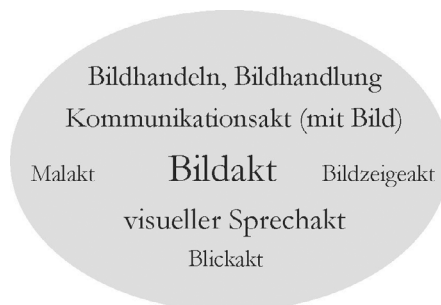 Bildhandeln, Bildhandlung
Kommunikationsakt (mit Bild)
Malakt Bildakt Bildzeigeakt
visueller Sprechakt
Blickakt